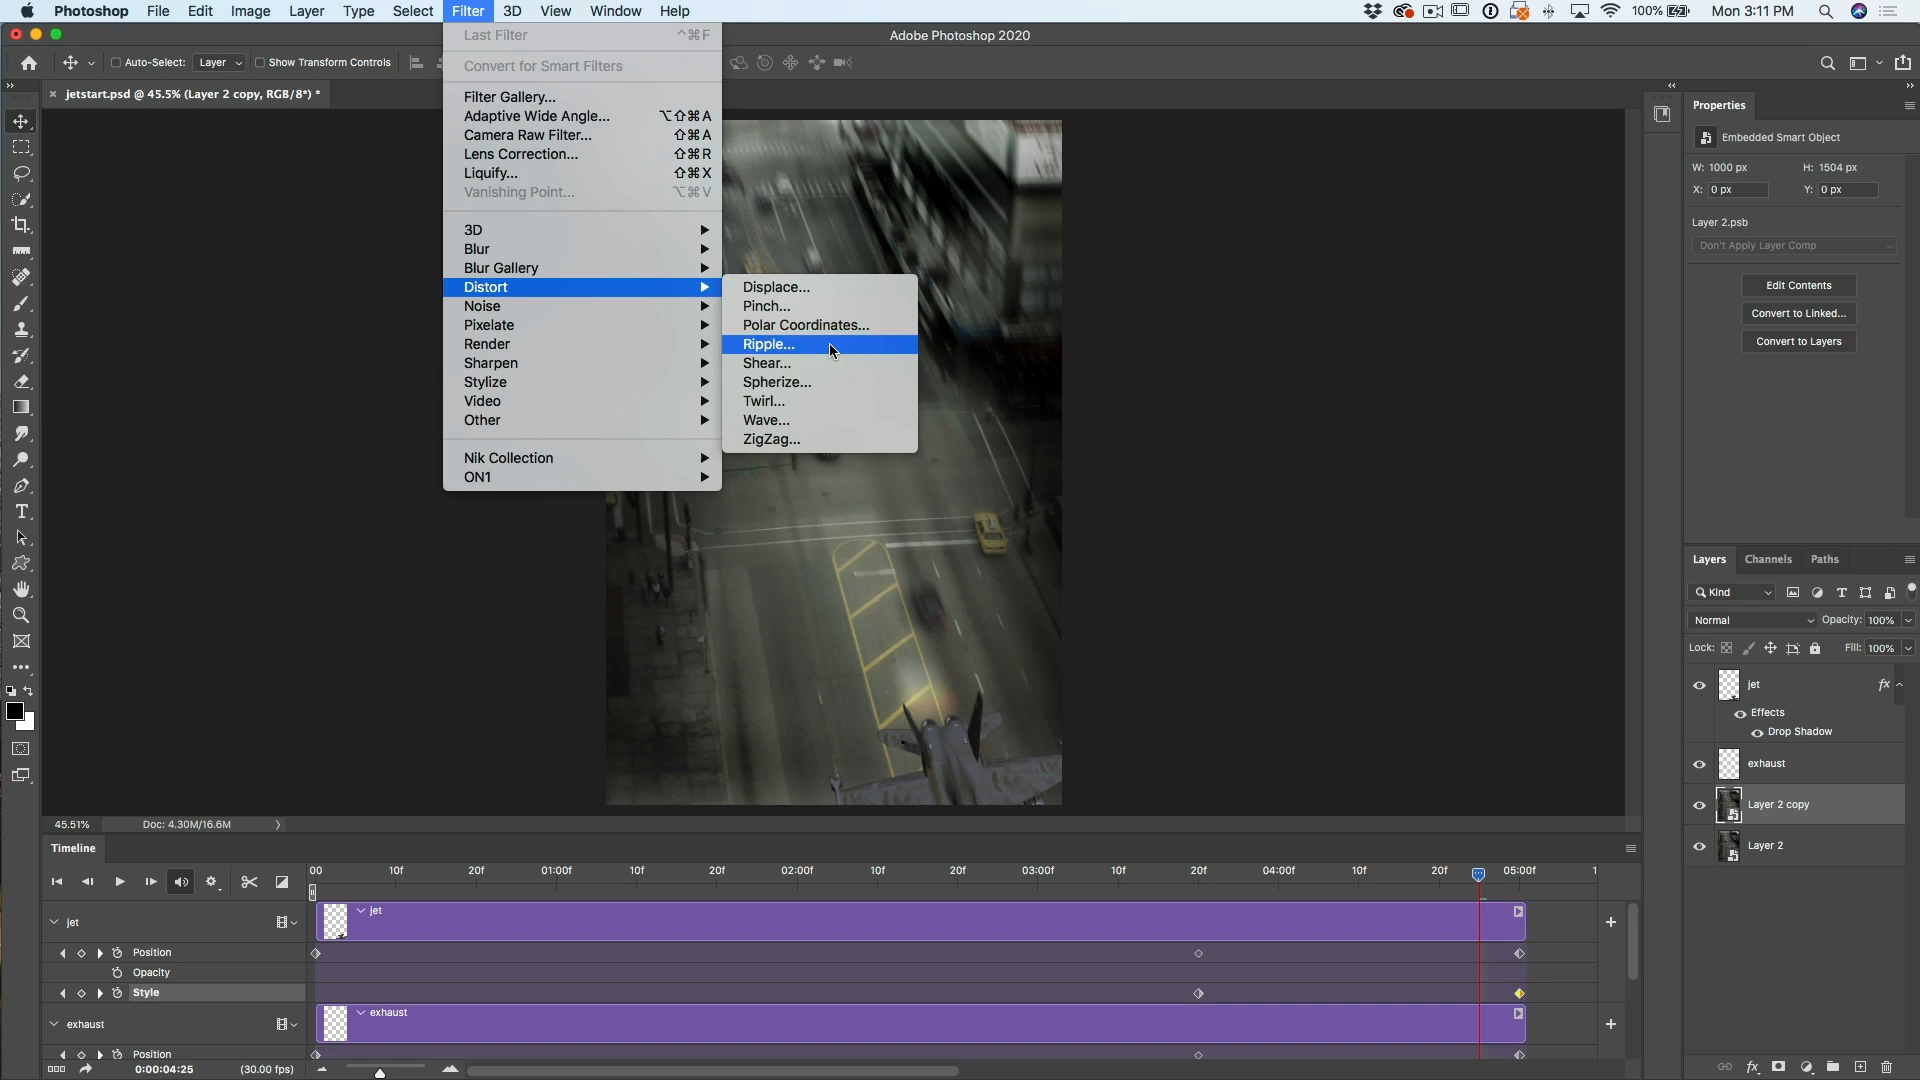 Photoshop File Edit Image Layer Type Select Filter 3D View Window Help 100% Mon 3:11 PM
Adobe Photoshop 2020
Auto-Select: Layer Show Transform Controls
jetstart.psd @ 45.5% (Layer 2 copy, RGB/8*) *
Last Filter ^⌘F
Convert for Smart Filters
Filter Gallery...
Adaptive Wide Angle... ⌥⇧⌘A
Camera Raw Filter... ⇧⌘A
Lens Correction... ⇧⌘R
Liquify... ⇧⌘X
Vanishing Point... ⌥⌘V
3D
Blur
Blur Gallery
Distort
Noise
Pixelate
Render
Sharpen
Stylize
Video
Other
Nik Collection
ON1
Displace...
Pinch...
Polar Coordinates...
Ripple...
Shear...
Spherize...
Twirl...
Wave...
ZigZag...
Properties
Embedded Smart Object
W: 1000 px H: 1504 px
X: 0 px Y: 0 px
Layer 2.psb
Don't Apply Layer Comp
Edit Contents
Convert to Linked...
Convert to Layers
Layers Channels Paths
Kind
Normal Opacity: 100%
Lock: Fill: 100%
jet fx
Effects
Drop Shadow
exhaust
Layer 2 copy
Layer 2
fx
45.51% Doc: 4.30M/16.6M
Timeline
00 10f 20f 01:00f 10f 20f 02:00f 10f 20f 03:00f 10f 20f 04:00f 10f 20f 05:00f 1
jet jet
Position
Opacity
Style
exhaust exhaust
Position
0:00:04:25 (30.00 fps)